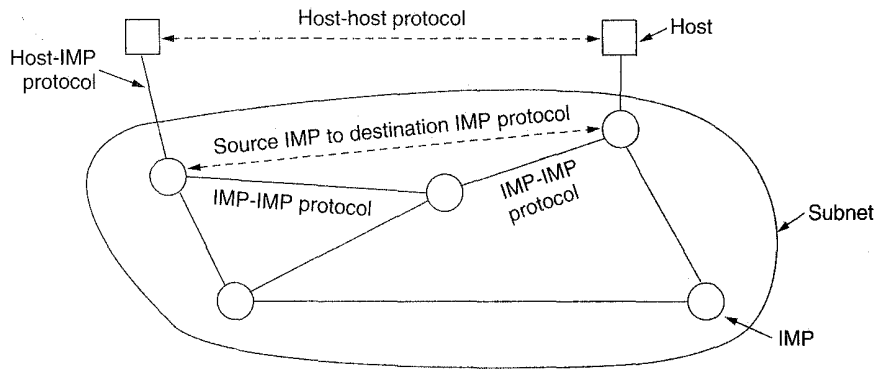 Host-host protocol
Host
Host-IMP
protocol
Source IMP to destination IMP protocol
IMP-IMP protocol
IMP-IMP
protocol
Subnet
IMP